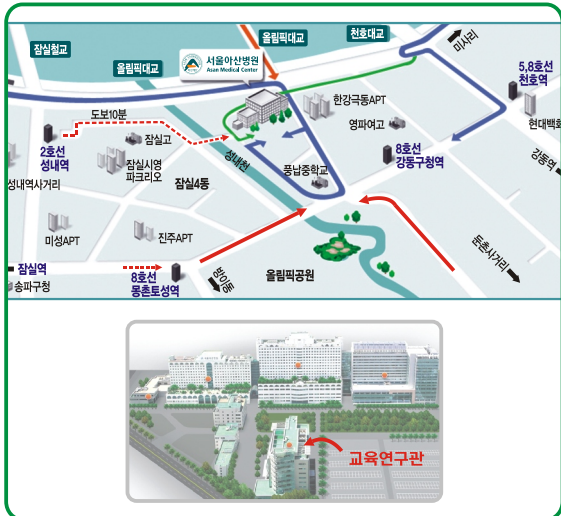 잠실철교
올림픽대교
서울아산병원
Asan Medical Center
올림픽대교
천호대교
미사리
5,8호선
천호역
현대백화
강동역
한강극동APT
영파여고
8호선
강동구청역
도보10분
2호선
성내역
잠실고
잠실시영
파크리오
성내역사거리
잠실4동
성내천
풍납중학교
미성APT
진주APT
잠실역
송파구청
8호선
몽촌토성역
방이동
올림픽공원
둔촌사거리
교육연구관